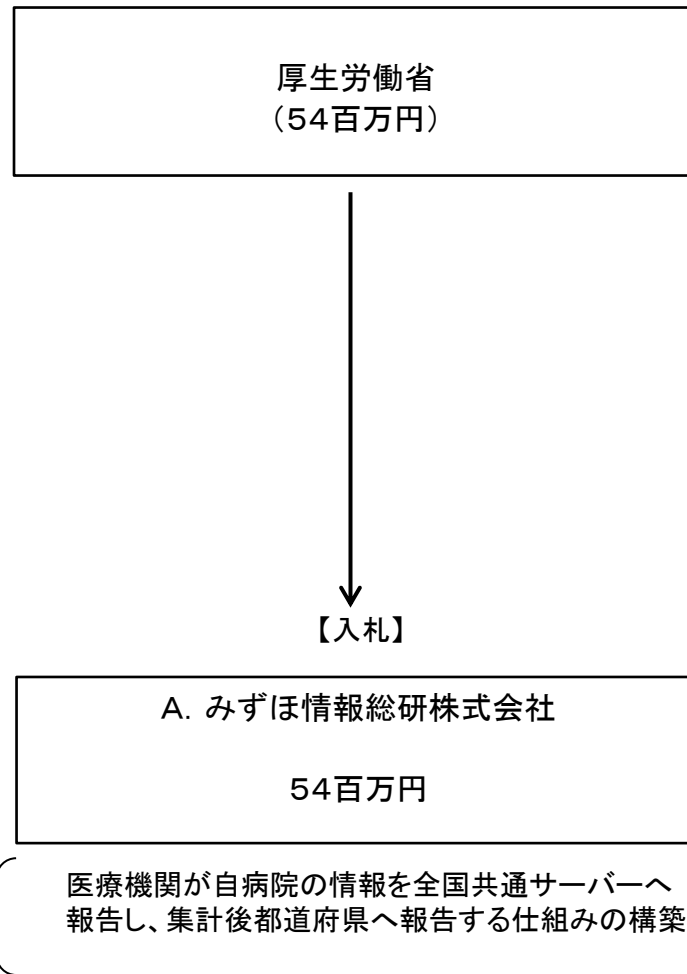 厚生労働省
（５４百万円）
【入札】
A. みずほ情報総研株式会社
５４百万円
医療機関が自病院の情報を全国共通サーバーへ
報告し、集計後都道府県へ報告する仕組みの構築